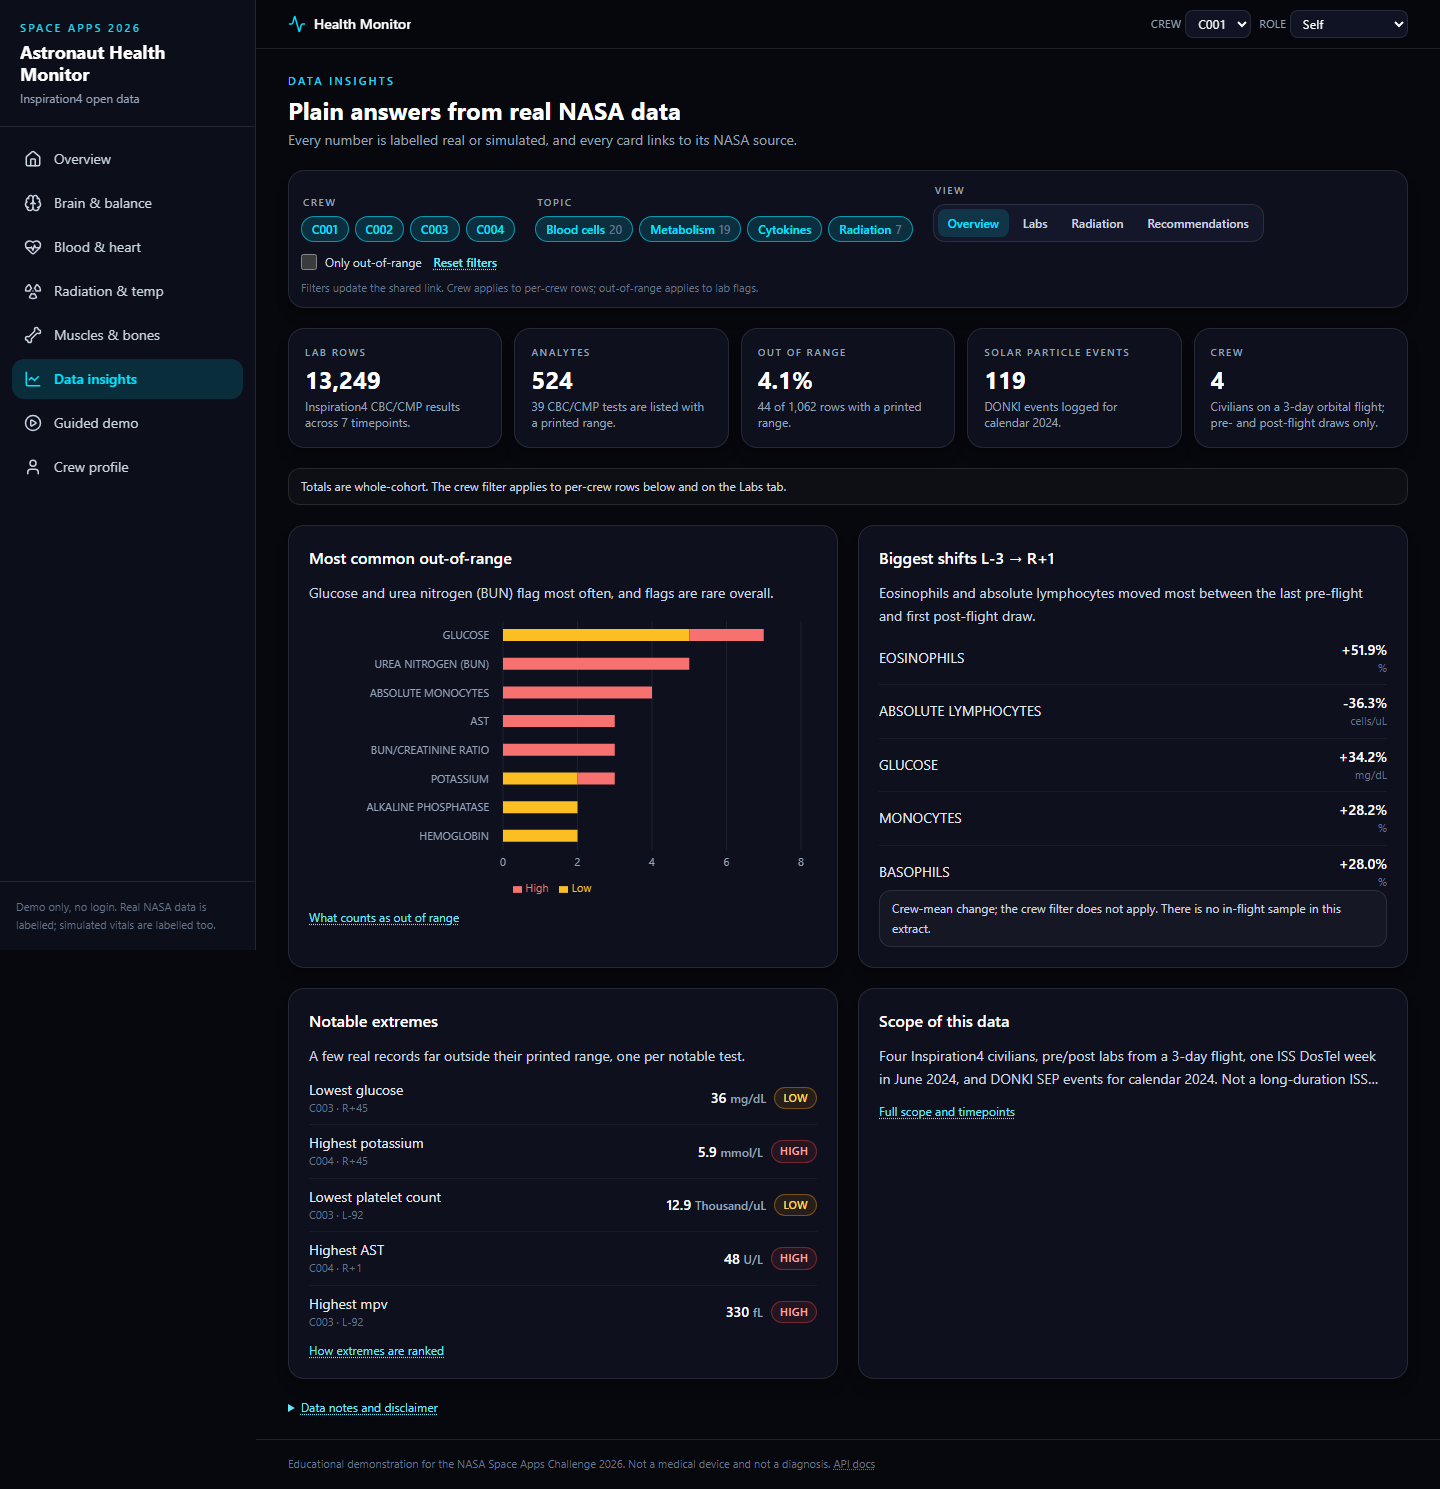 SPACE APPS 2026
Astronaut Health
Monitor
Inspiration4 open data
Overview
Brain & balance
Blood & heart
Radiation & temp
Muscles & bones
Data insights
Guided demo
Crew profile
Demo only, no login. Real NASA data is
labelled; simulated vitals are labelled too.
Health Monitor
CREW C001 ROLE Self
DATA INSIGHTS
Plain answers from real NASA data
Every number is labelled real or simulated, and every card links to its NASA source.
CREW
C001 C002 C003 C004
TOPIC
Blood cells 20 Metabolism 19 Cytokines Radiation 7
VIEW
Overview Labs Radiation Recommendations
Only out-of-range Reset filters
Filters update the shared link. Crew applies to per-crew rows; out-of-range applies to lab flags.
LAB ROWS
13,249
Inspiration4 CBC/CMP results
across 7 timepoints.
ANALYTES
524
39 CBC/CMP tests are listed with
a printed range.
OUT OF RANGE
4.1%
44 of 1,062 rows with a printed
range.
SOLAR PARTICLE EVENTS
119
DONKI events logged for
calendar 2024.
CREW
4
Civilians on a 3-day orbital flight;
pre- and post-flight draws only.
Totals are whole-cohort. The crew filter applies to per-crew rows below and on the Labs tab.
Most common out-of-range
Glucose and urea nitrogen (BUN) flag most often, and flags are rare overall.
GLUCOSE
UREA NITROGEN (BUN)
ABSOLUTE MONOCYTES
AST
BUN/CREATININE RATIO
POTASSIUM
ALKALINE PHOSPHATASE
HEMOGLOBIN
0 2 4 6 8
High Low
What counts as out of range
Biggest shifts L-3 → R+1
Eosinophils and absolute lymphocytes moved most between the last pre-flight
and first post-flight draw.
EOSINOPHILS +51.9%
%
ABSOLUTE LYMPHOCYTES -36.3%
cells/uL
GLUCOSE +34.2%
mg/dL
MONOCYTES +28.2%
%
BASOPHILS +28.0%
%
Crew-mean change; the crew filter does not apply. There is no in-flight sample in this
extract.
Notable extremes
A few real records far outside their printed range, one per notable test.
Lowest glucose 36 mg/dL LOW
C003 · R+45
Highest potassium 5.9 mmol/L HIGH
C004 · R+45
Lowest platelet count 12.9 Thousand/uL LOW
C003 · L-92
Highest AST 48 U/L HIGH
C004 · R+1
Highest mpv 330 fL HIGH
C003 · L-92
How extremes are ranked
Scope of this data
Four Inspiration4 civilians, pre/post labs from a 3-day flight, one ISS DosTel week
in June 2024, and DONKI SEP events for calendar 2024. Not a long-duration ISS…
Full scope and timepoints
Data notes and disclaimer
Educational demonstration for the NASA Space Apps Challenge 2026. Not a medical device and not a diagnosis. API docs